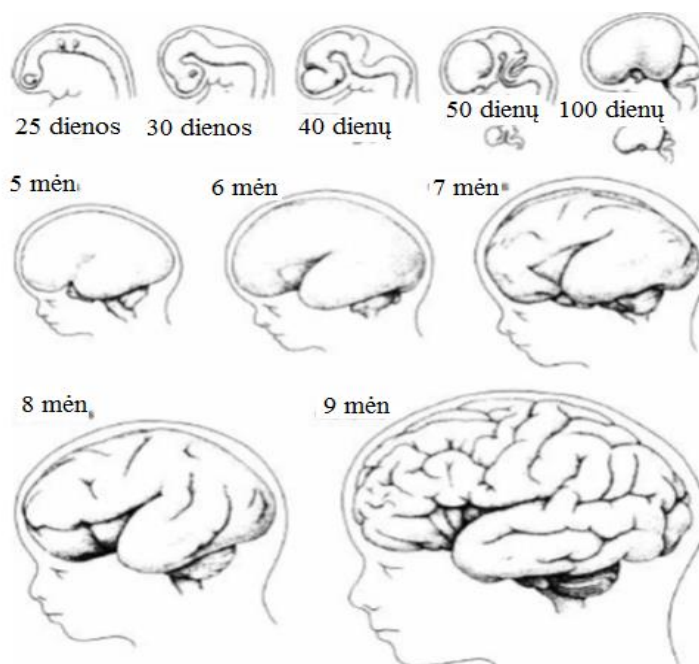 25 dienos
30 dienos
40 dienų
50 dienų
100 dienų
5 mėn
6 mėn
7 mėn
8 mėn
9 mėn